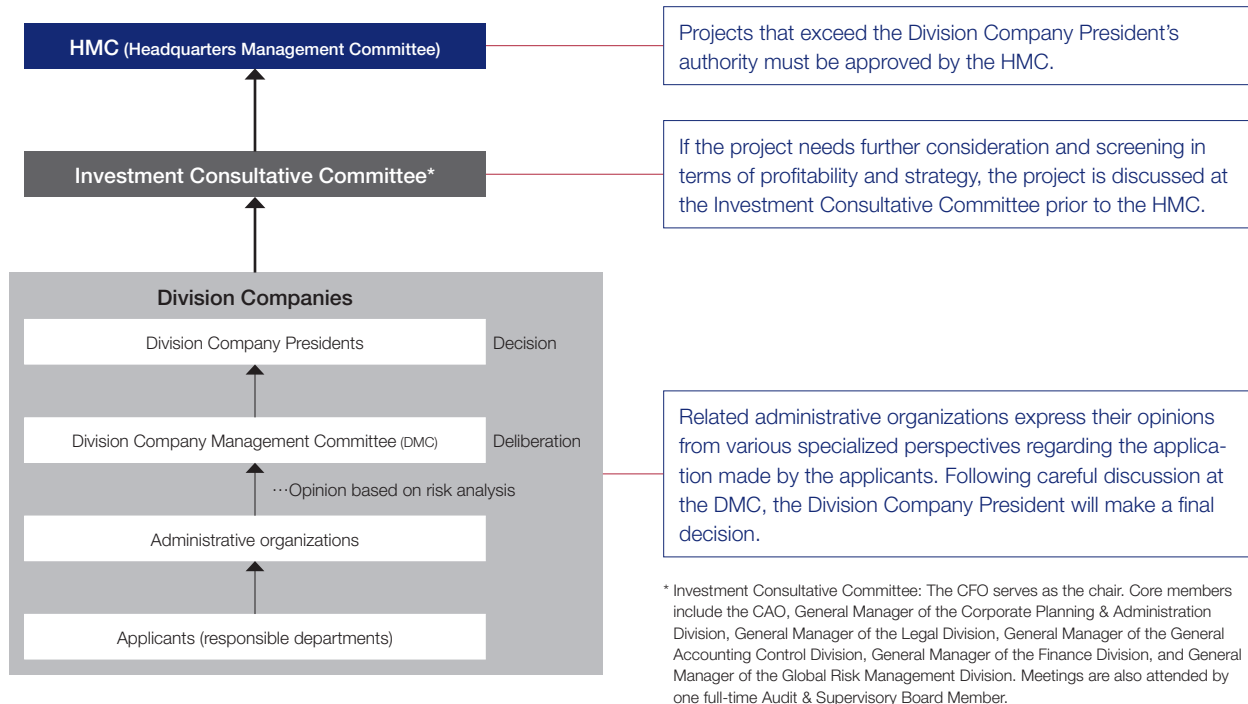 HMC (Headquarters Management Committee)
Projects that exceed the Division Company President's
authority must be approved by the HMC.
Investment Consultative Committee*
If the project needs further consideration and screening in
terms of profitability and strategy, the project is discussed at
the Investment Consultative Committee prior to the HMC.
Division Companies
Division Company Presidents
Decision
Division Company Management Committee (DMC)
Deliberation
…Opinion based on risk analysis
Administrative organizations
Applicants (responsible departments)
Related administrative organizations express their opinions
from various specialized perspectives regarding the applica-
tion made by the applicants. Following careful discussion at
the DMC, the Division Company President will make a final
decision.
* Investment Consultative Committee: The CFO serves as the chair. Core members
include the CAO, General Manager of the Corporate Planning & Administration
Division, General Manager of the Legal Division, General Manager of the General
Accounting Control Division, General Manager of the Finance Division, and General
Manager of the Global Risk Management Division. Meetings are also attended by
one full-time Audit & Supervisory Board Member.